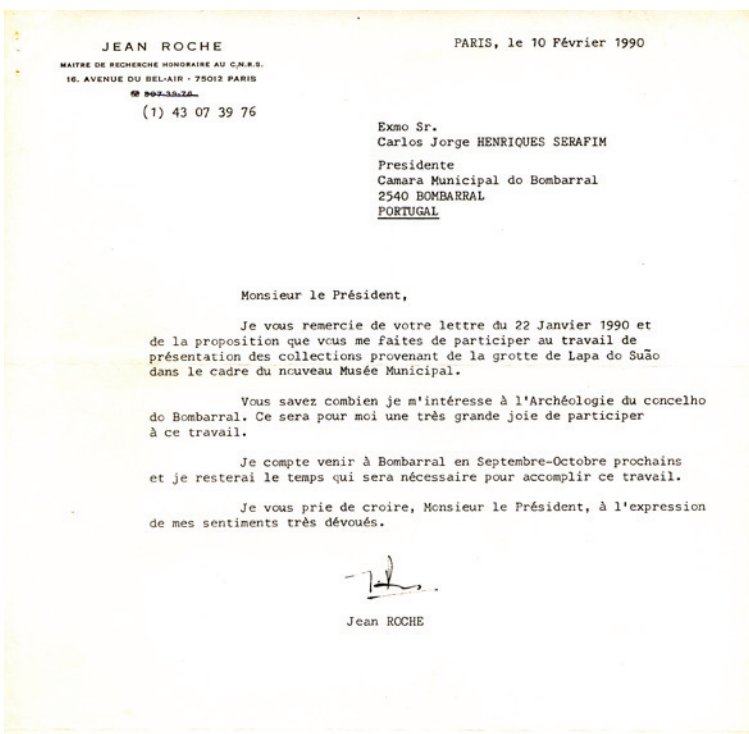 JEAN ROCHE
MAITRE DE RECHERCHE HONORAIRE AU C.N.R.S.
16. AVENUE DU BEL-AIR - 75012 PARIS
☎ 307-39-76
(1) 43 07 39 76
PARIS, le 10 Février 1990
Exmo Sr.
Carlos Jorge HENRIQUES SERAFIM
Presidente
Camara Municipal do Bombarral
2540 BOMBARRAL
PORTUGAL
Monsieur le Président,
Je vous remercie de votre lettre du 22 Janvier 1990 et
de la proposition que vous me faites de participer au travail de
présentation des collections provenant de la grotte de Lapa do Suão
dans le cadre du nouveau Musée Municipal.
Vous savez combien je m'intéresse à l'Archéologie du concelho
do Bombarral. Ce sera pour moi une très grande joie de participer
à ce travail.
Je compte venir à Bombarral en Septembre-Octobre prochains
et je resterai le temps qui sera nécessaire pour accomplir ce travail.
Je vous prie de croire, Monsieur le Président, à l'expression
de mes sentiments très dévoués.
Jean ROCHE